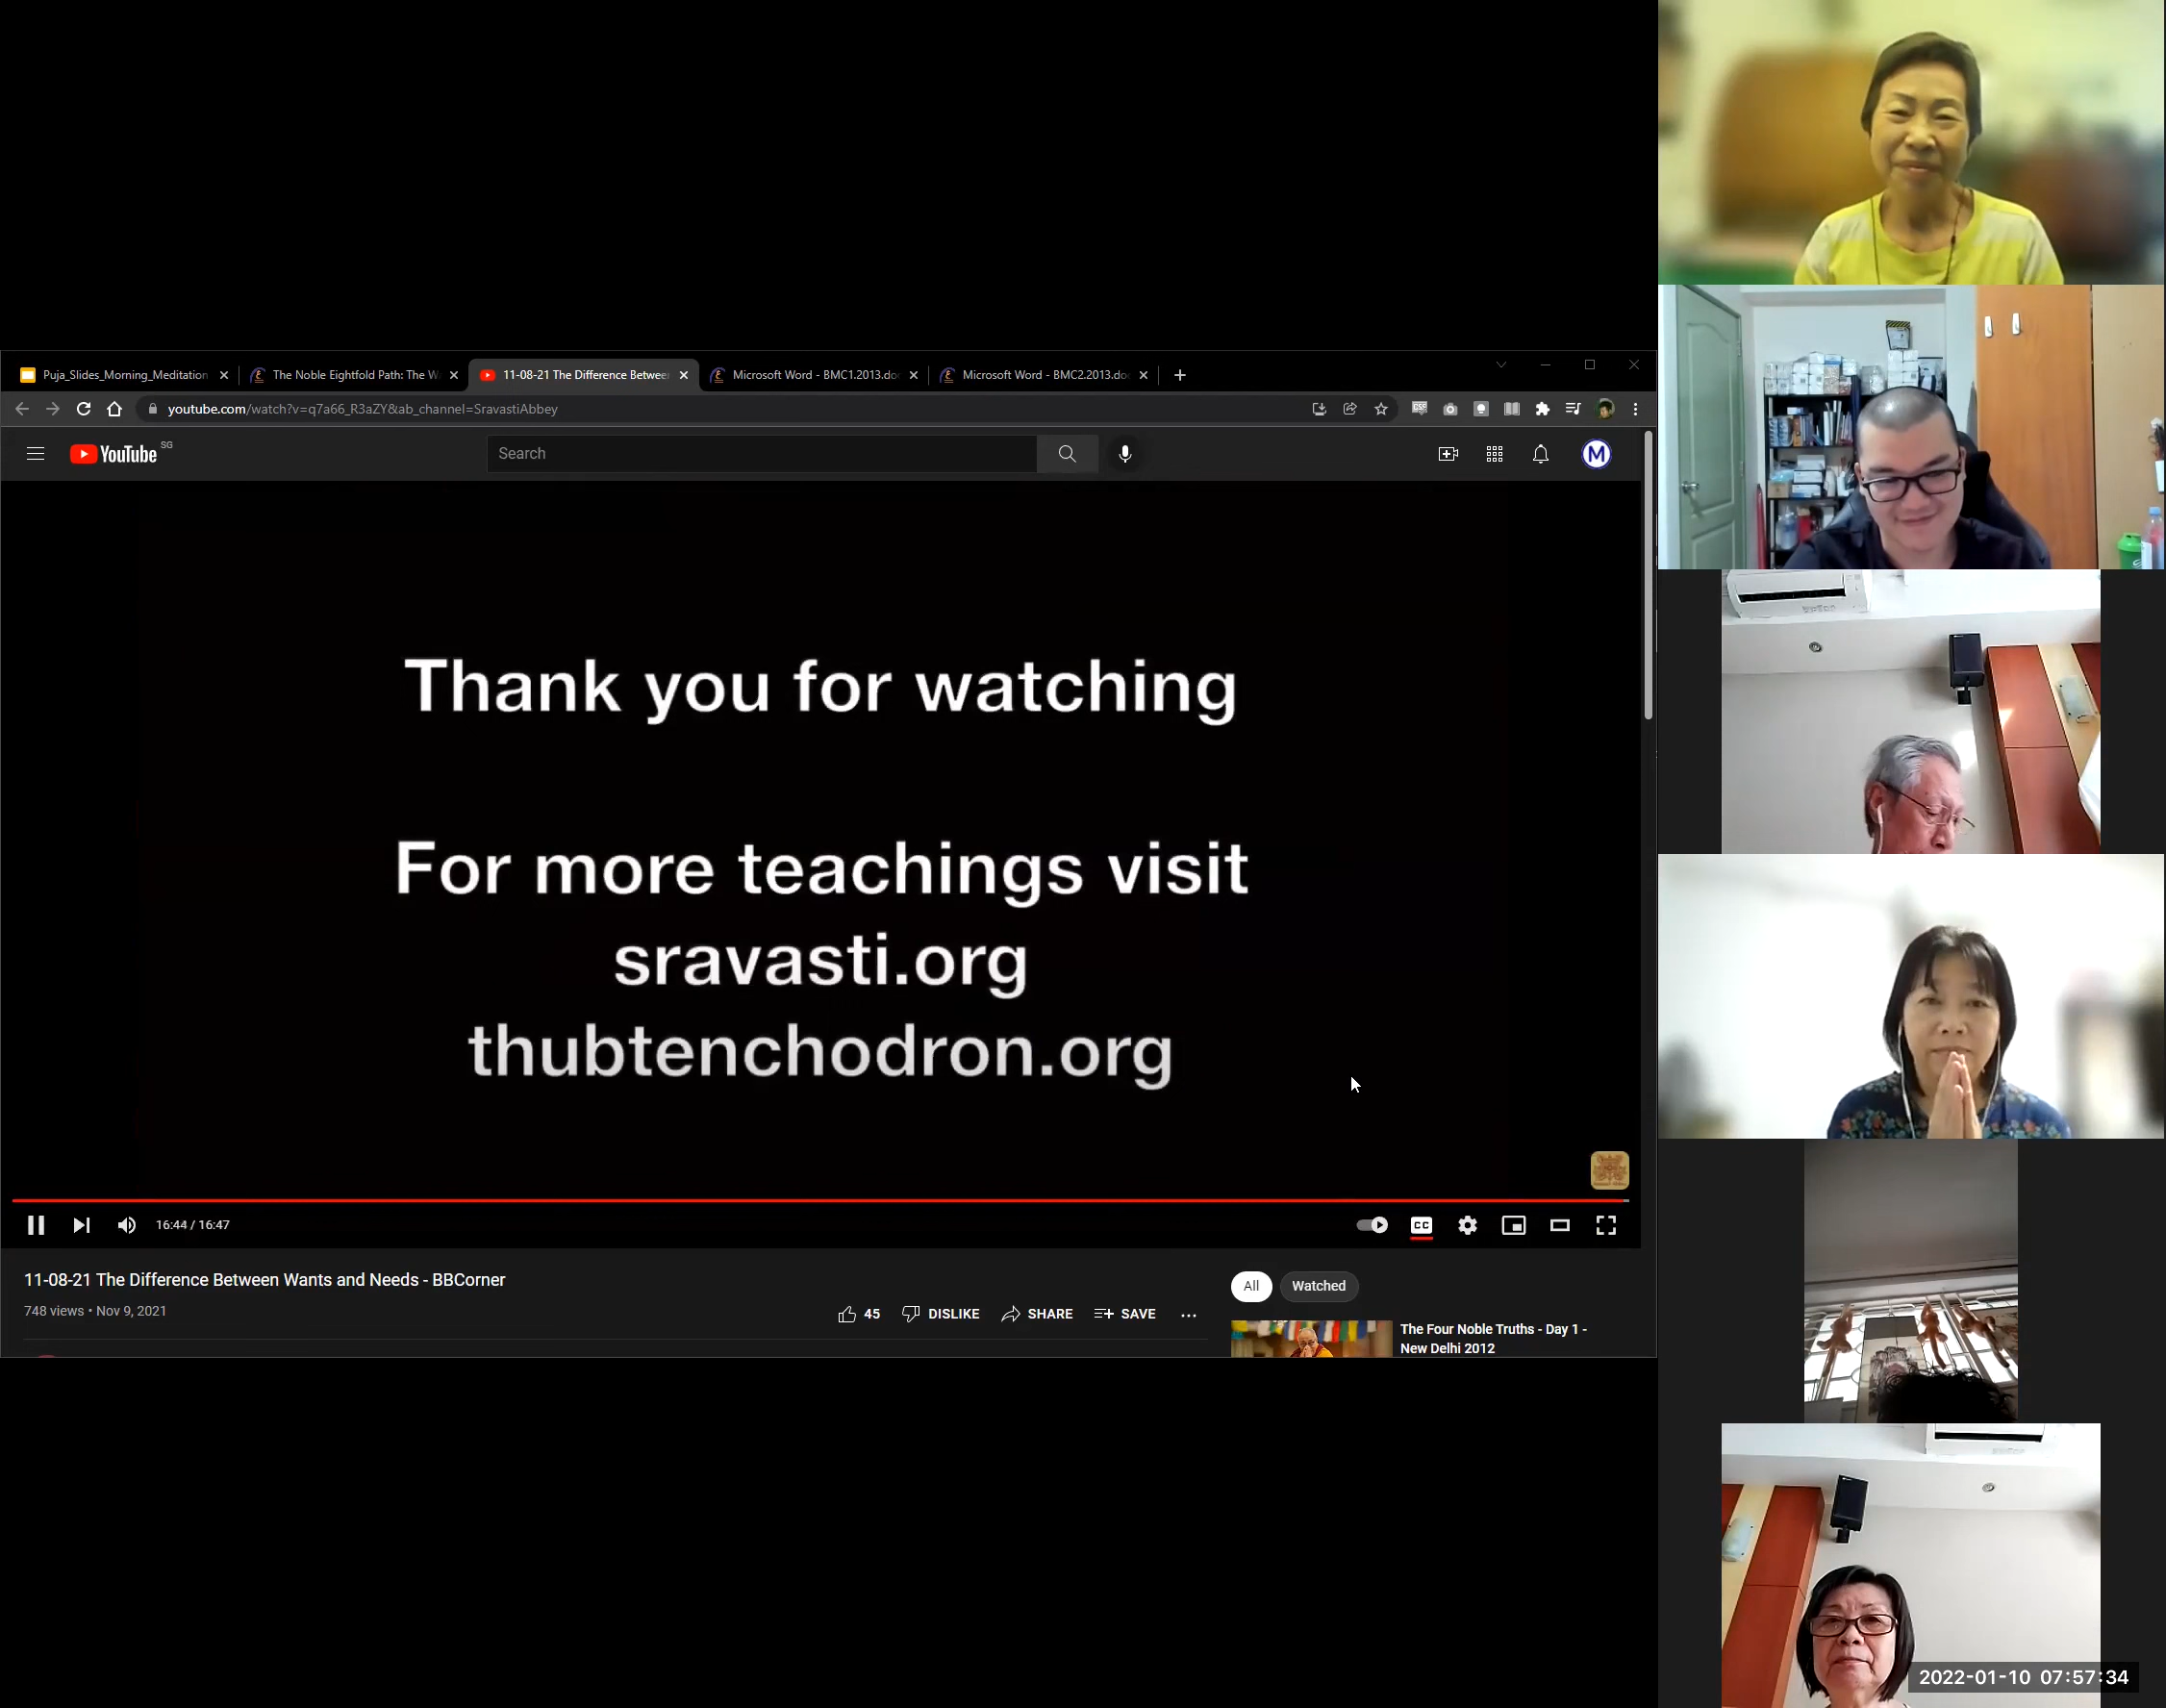 Puja_Slides_Morning_Meditation
The Noble Eightfold Path: The W
11-08-21 The Difference Betwee
Microsoft Word - BMC1.2013.do
Microsoft Word - BMC2.2013.do
youtube.com/watch?v=q7a66_R3aZY&ab_channel=SravastiAbbey
YouTube SG
Search
M
Thank you for watching
For more teachings visit
sravasti.org
thubtenchodron.org
16:44 / 16:47
CC
11-08-21 The Difference Between Wants and Needs - BBCorner
748 views • Nov 9, 2021
45 DISLIKE SHARE SAVE
All Watched
The Four Noble Truths - Day 1 -
New Delhi 2012
2022-01-10 07:57:34